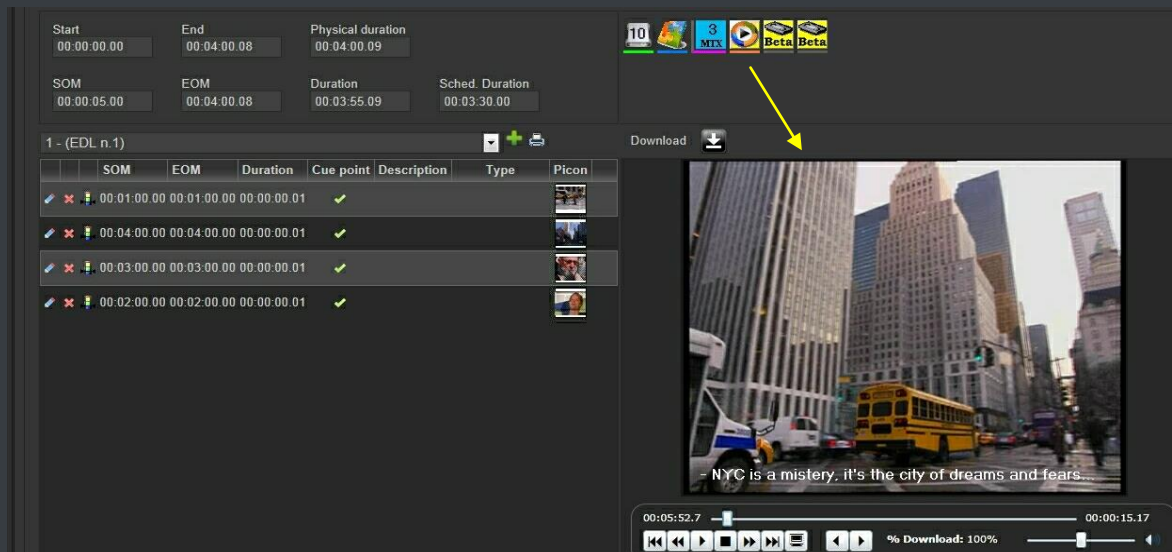 Start End Physical duration
00:00:00.00 00:04:00.08 00:04:00.09
SOM EOM Duration Sched. Duration
00:00:05.00 00:04:00.08 00:03:55.09 00:03:30.00
10 3 MTX Beta Beta
1 - (EDL n.1)
Download
SOM EOM Duration Cue point Description Type Picon
00:01:00.00 00:01:00.00 00:00:00.01
00:04:00.00 00:04:00.00 00:00:00.01
00:03:00.00 00:03:00.00 00:00:00.01
00:02:00.00 00:02:00.00 00:00:00.01
- NYC is a mistery, it's the city of dreams and fears...
00:05:52.7 00:00:15.17
% Download: 100%